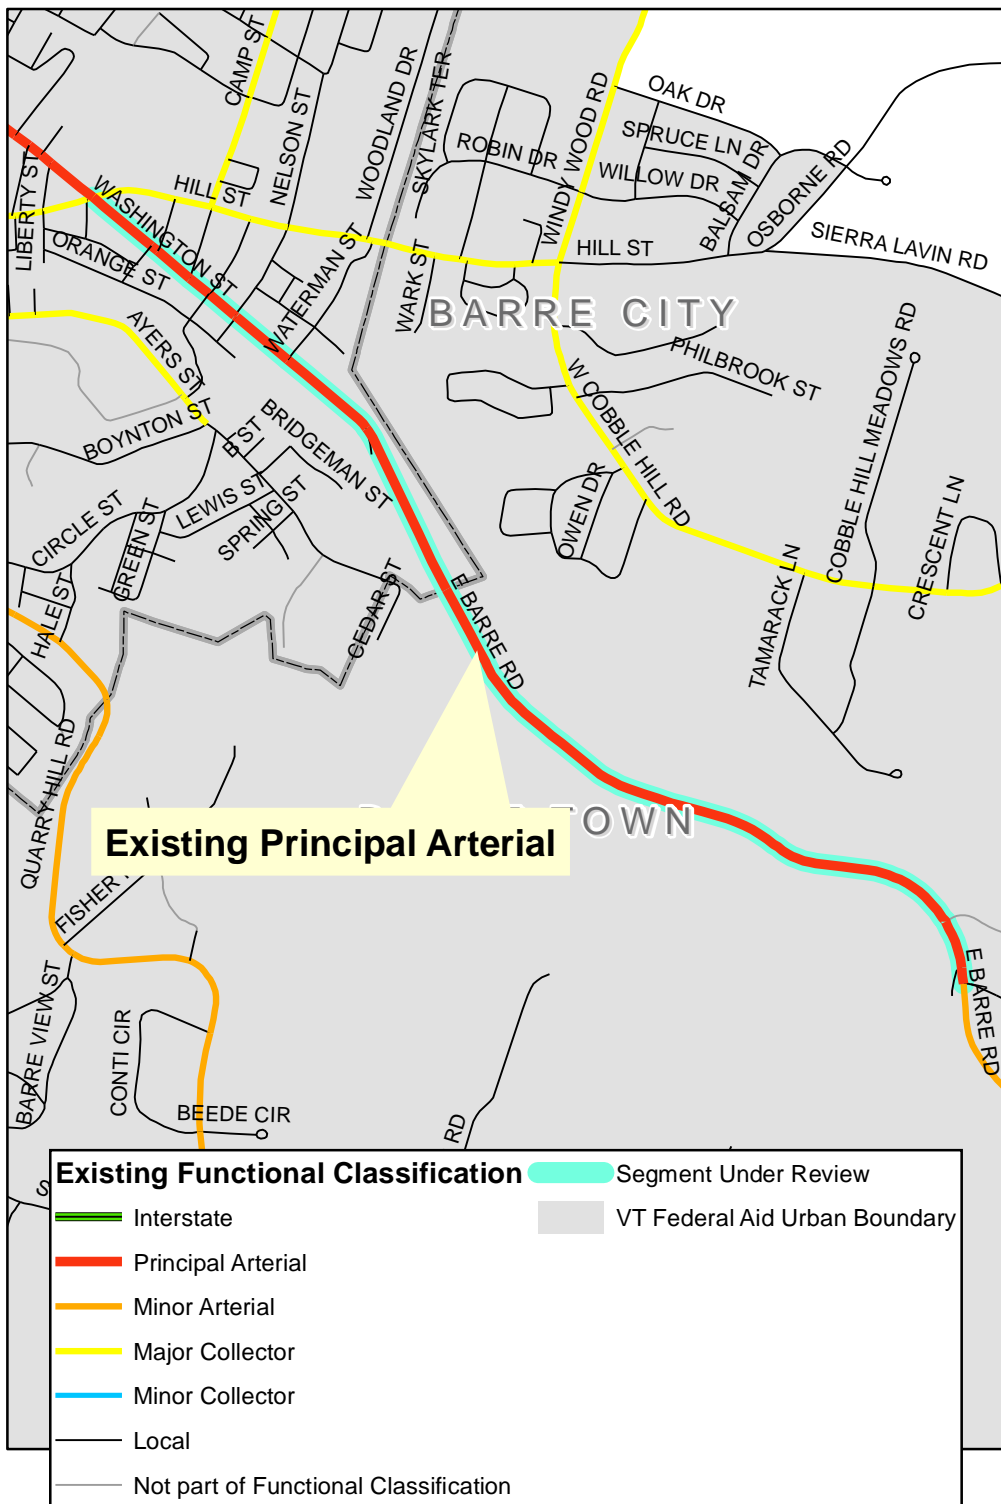 CAMP ST
NELSON ST
WOODLAND DR
SKYLARK TER
OAK DR
SPRUCE LN
ROBIN DR
WILLOW DR
WINDY WOOD RD
BALSAM DR
OSBORNE RD
SIERRA LAVIN RD
HILL ST
HILL ST
LIBERTY ST
WASHINGTON ST
ORANGE ST
WATERMAN ST
WARK ST
BARRE CITY
PHILBROOK ST
AYERS ST
W COBBLE HILL RD
COBBLE HILL MEADOWS RD
BOYNTON ST
B ST
BRIDGEMAN ST
LEWIS ST
SPRING ST
OWEN DR
CRESCENT LN
CIRCLE ST
GREEN ST
HALE ST
CEDAR ST
E BARRE RD
TAMARACK LN
QUARRY HILL RD
TOWN
Existing Principal Arterial
FISHER
BARRE VIEW ST
CONTI CIR
BEEDE CIR
RD
E BARRE RD
Existing Functional Classification
Segment Under Review
Interstate
VT Federal Aid Urban Boundary
Principal Arterial
Minor Arterial
Major Collector
Minor Collector
Local
Not part of Functional Classification